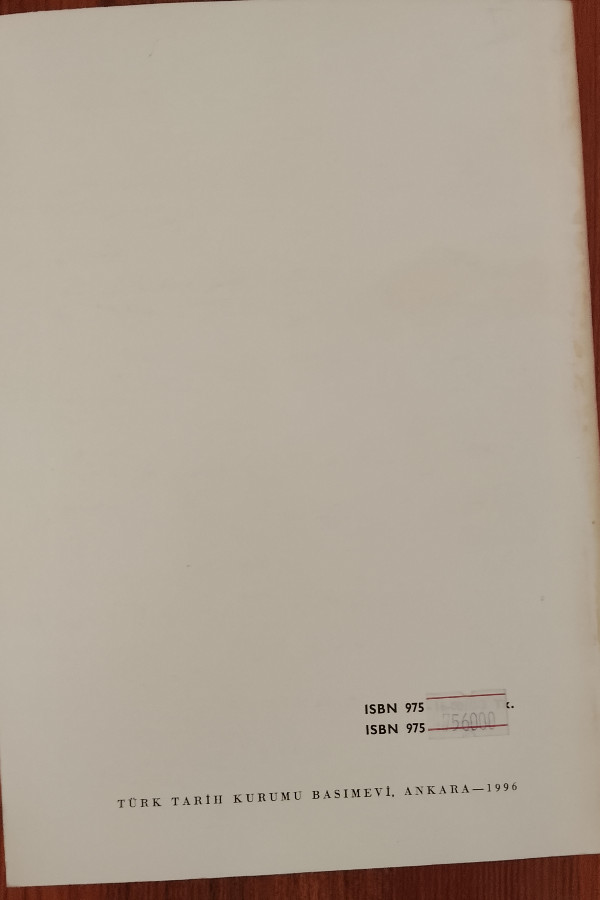 ISBN 975
ISBN 975
TÜRK TARİH KURUMU BASIMEVİ, ANKARA—1996